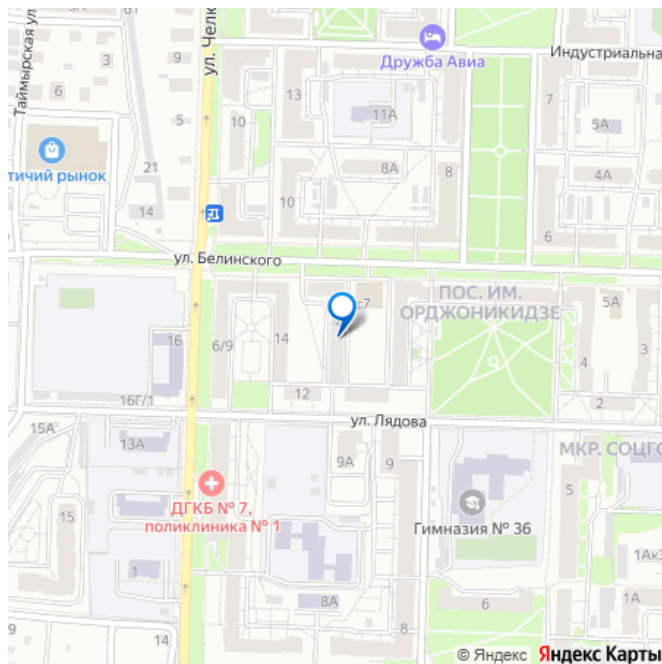 Таймырская ул
6Г
3
9
6
ул. Челю
Дружба Авиа
Индустриальна
13
11А
7
5А
10
5
8А
8
4А
тичий рынок
21
14
10
6
ул. Белинского
с7
ПОС. ИМ.
ОРДЖОНИКИДЗЕ
5А
16
6/9
14
4
3
16Г/1
12
2
ул. Лядова
15А
13А
9А
9
МКР. СОЦГО
15
ДГКБ № 7,
поликлиника № 1
5
Гимназия № 36
1Ак3
1
8А
6
1А
9
14
8
© Яндекс Яндекс Карты